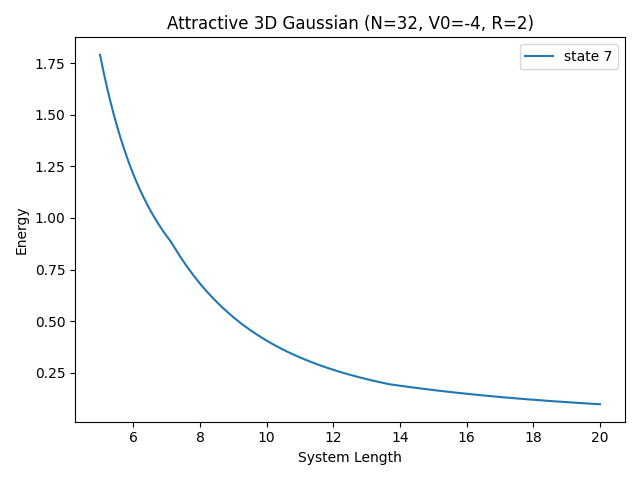 Attractive 3D Gaussian (N=32, V0=-4, R=2)
state 7
Energy
1.75
1.50
1.25
1.00
0.75
0.50
0.25
6 8 10 12 14 16 18 20
System Length